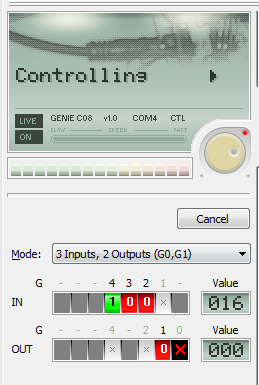 Controlling
LIVE GENIE C08 v1.0 COM4 CTL
ON SLOW SPEED FAST
Cancel
Mode: 3 Inputs, 2 Outputs (G0,G1)
G - - - 4 3 2 - - Value
IN 1 0 0 x 016
G - - - 4 - 2 1 0 Value
OUT x x 0 X 000